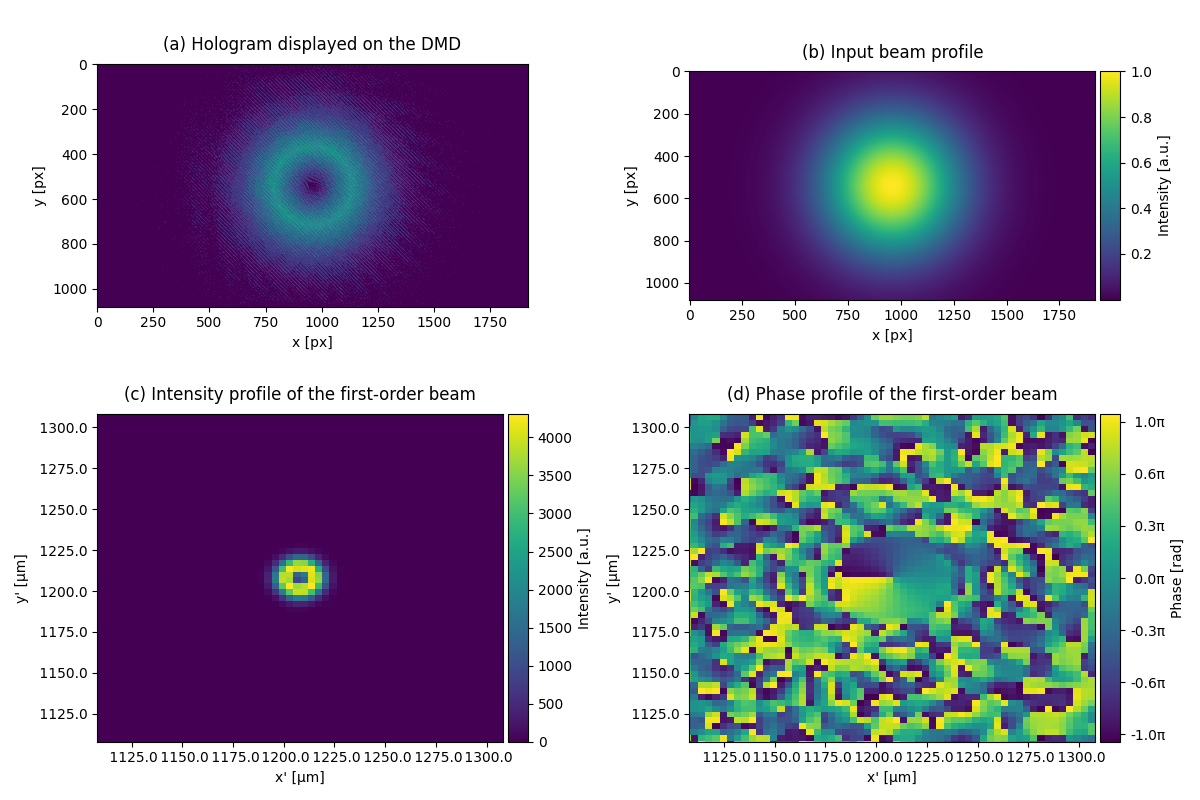 (a) Hologram displayed on the DMD
0
200
400
600
800
1000
y [px]
0 250 500 750 1000 1250 1500 1750
x [px]
(b) Input beam profile
0
200
400
600
800
1000
y [px]
0 250 500 750 1000 1250 1500 1750
x [px]
1.0
0.8
0.6
0.4
0.2
Intensity [a.u.]
(c) Intensity profile of the first-order beam
1300.0
1275.0
1250.0
1225.0
1200.0
1175.0
1150.0
1125.0
y' [µm]
1125.0 1150.0 1175.0 1200.0 1225.0 1250.0 1275.0 1300.0
x' [µm]
4000
3500
3000
2500
2000
1500
1000
500
0
Intensity [a.u.]
(d) Phase profile of the first-order beam
1300.0
1275.0
1250.0
1225.0
1200.0
1175.0
1150.0
1125.0
y' [µm]
1125.0 1150.0 1175.0 1200.0 1225.0 1250.0 1275.0 1300.0
x' [µm]
1.0π
0.6π
0.3π
0.0π
-0.3π
-0.6π
-1.0π
Phase [rad]